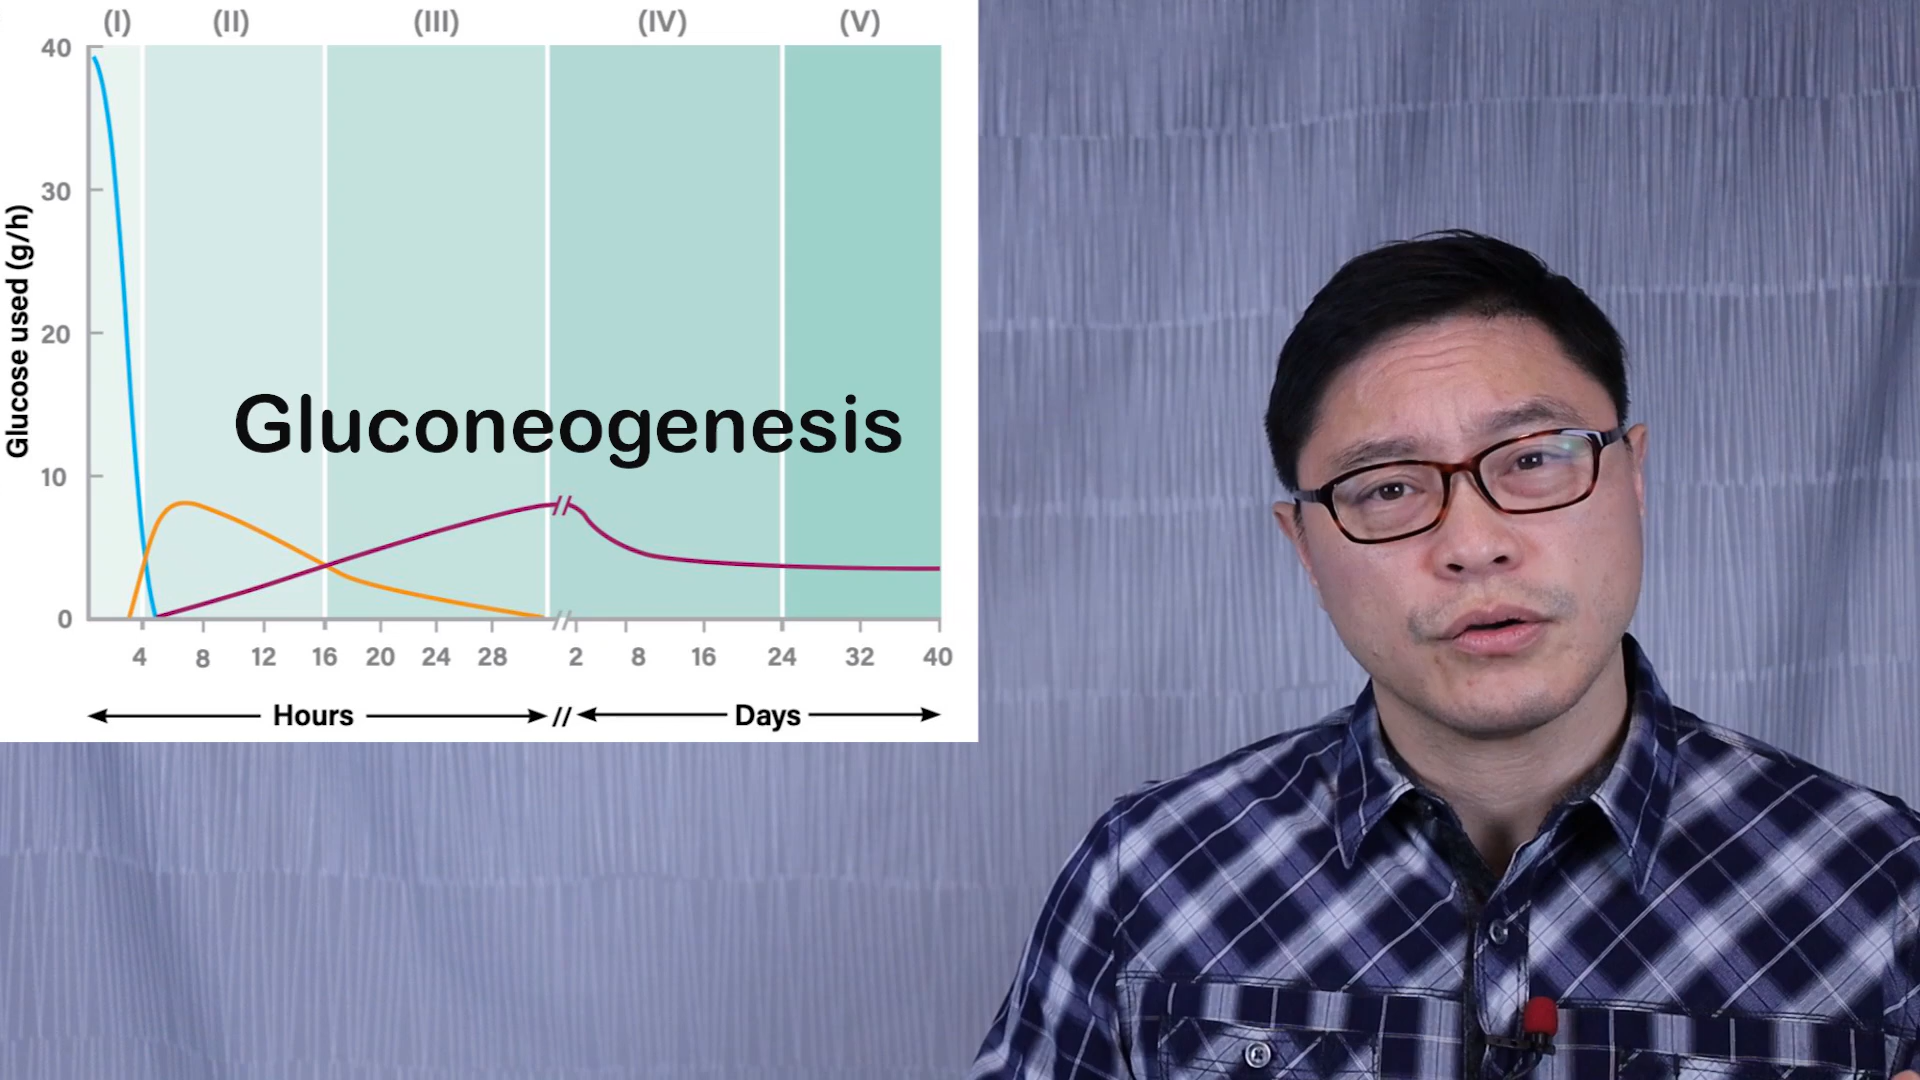 (I) (II) (III) (IV) (V)
40
30
20
10
0
Glucose used (g/h)
Gluconeogenesis
4 8 12 16 20 24 28 // 2 8 16 24 32 40
Hours // Days